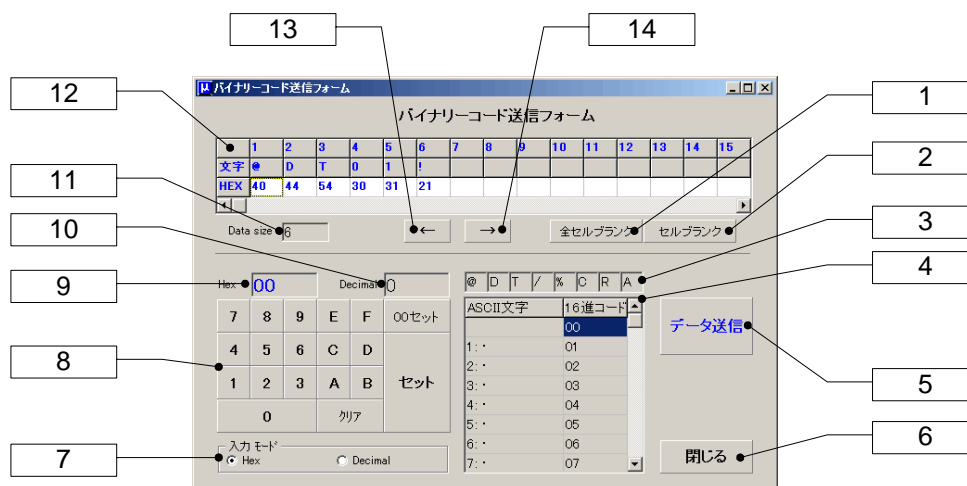 13
14
12
1
2
11
10
3
4
9
8
5
7
6
μ バイナリーコード送信フォーム
バイナリーコード送信フォーム
1 2 3 4 5 6 7 8 9 10 11 12 13 14 15
文字 @ D T 0 1 !
HEX 40 44 54 30 31 21
Data size 6 ← → 全セルブランク セルブランク
Hex 00 Decimal 0
@ D T / % C R A
7 8 9 E F 00セット
4 5 6 C D
1 2 3 A B セット
0 クリア
入力モード
Hex Decimal
ASCII文字 16進コード
00
1: · 01
2: · 02
3: · 03
4: · 04
5: · 05
6: · 06
7: · 07
データ送信
閉じる